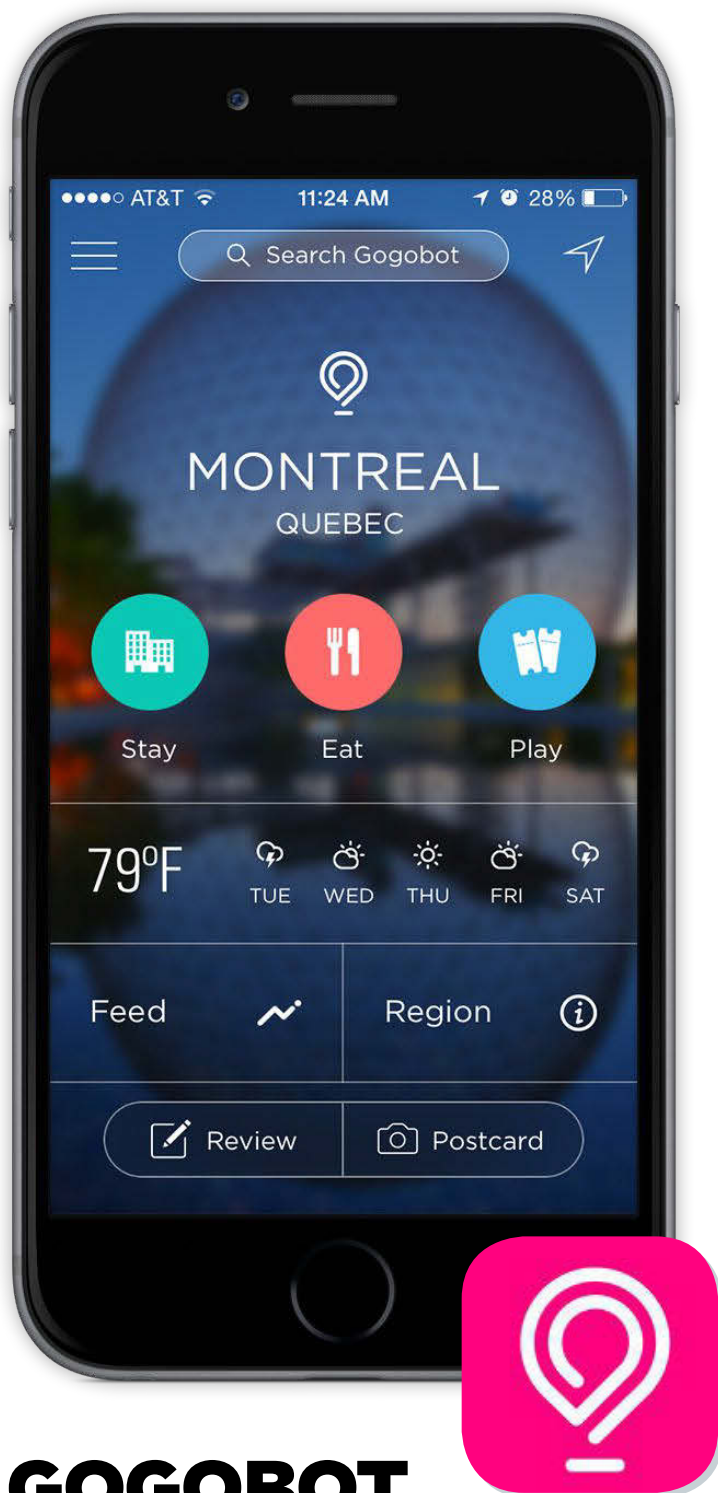 AT&T 11:24 AM 28%
Search Gogobot
MONTREAL
QUEBEC
Stay Eat Play
79°F TUE WED THU FRI SAT
Feed Region
Review Postcard
GOGOBOT